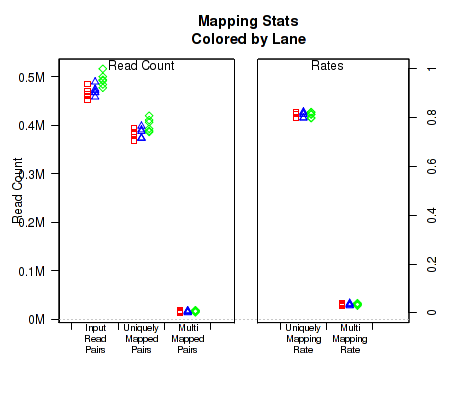 Mapping Stats
Colored by Lane
Read Count
Rates
Read Count
0.5M
0.4M
0.3M
0.2M
0.1M
0M
1
0.8
0.6
0.4
0.2
0
Input
Read
Pairs
Uniquely
Mapped
Pairs
Multi
Mapped
Pairs
Uniquely
Mapping
Rate
Multi
Mapping
Rate